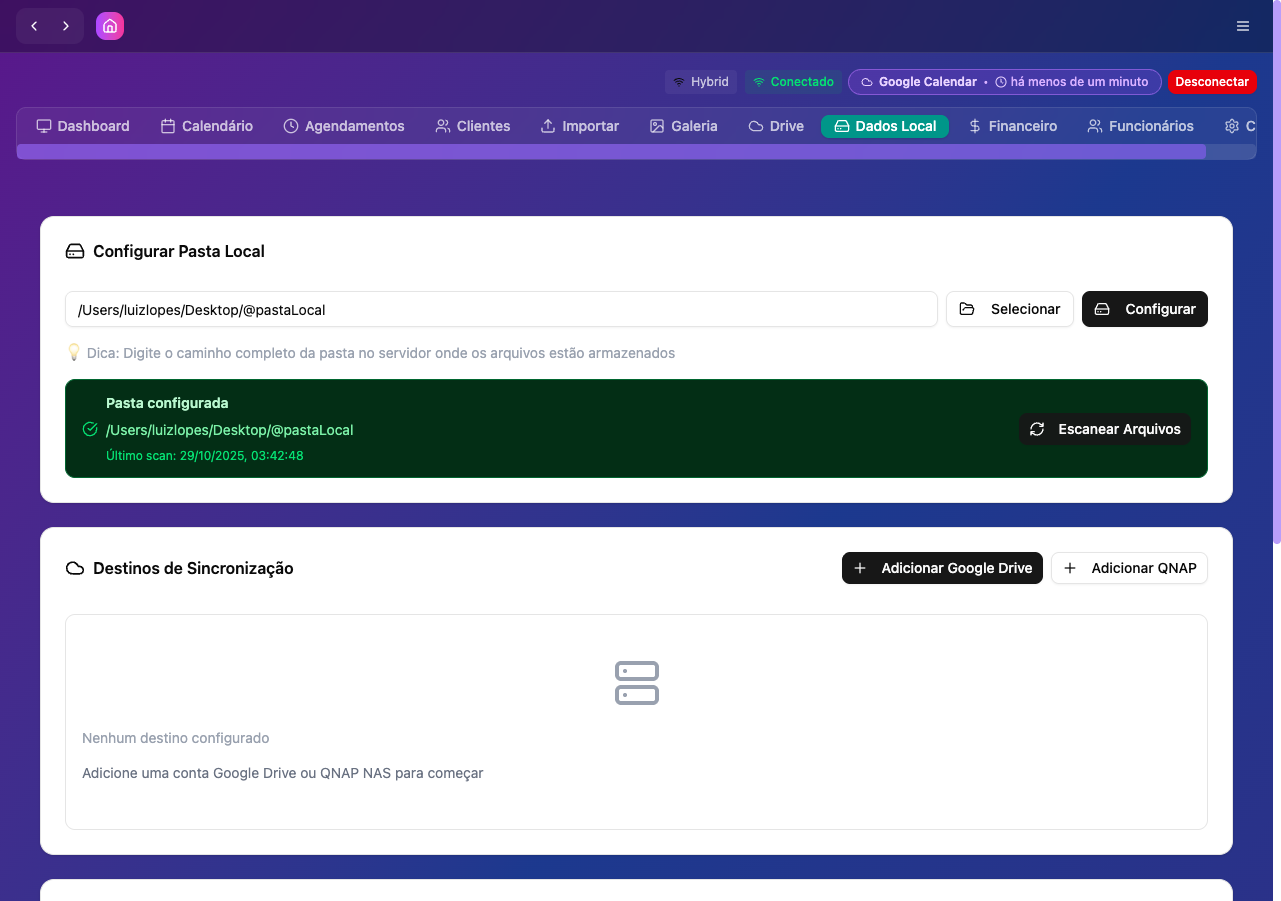 Hybrid
Conectado
Google Calendar • há menos de um minuto
Desconectar
Dashboard
Calendário
Agendamentos
Clientes
Importar
Galeria
Drive
Dados Local
Financeiro
Funcionários
C
Configurar Pasta Local
/Users/luizlopes/Desktop/@pastaLocal
Selecionar
Configurar
Dica: Digite o caminho completo da pasta no servidor onde os arquivos estão armazenados
Pasta configurada
/Users/luizlopes/Desktop/@pastaLocal
Último scan: 29/10/2025, 03:42:48
Escanear Arquivos
Destinos de Sincronização
Adicionar Google Drive
Adicionar QNAP
Nenhum destino configurado
Adicione uma conta Google Drive ou QNAP NAS para começar